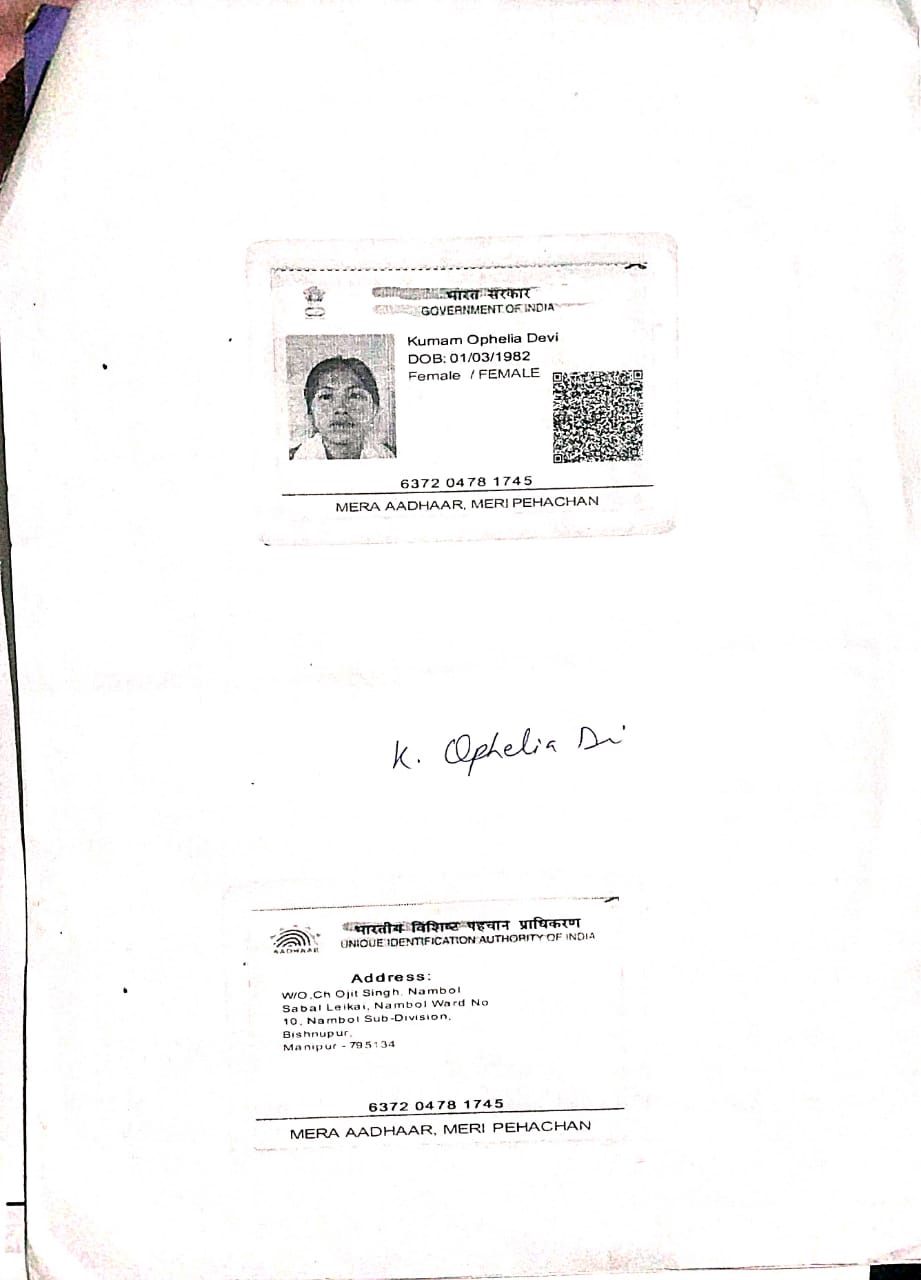 भारत सरकार
GOVERNMENT OF INDIA
Kumam Ophelia Devi
DOB: 01/03/1982
Female / FEMALE
6372 0478 1745
MERA AADHAAR, MERI PEHACHAN
K. Ophelia Di
भारतीय विशिष्ट पहचान प्राधिकरण
AADHAAR
UNIQUE IDENTIFICATION AUTHORITY OF INDIA
Address:
W/O,Ch Ojit Singh, Nambol
Sabal Leikai, Nambol Ward No
10, Nambol Sub-Division,
Bishnupur,
Manipur - 795134
6372 0478 1745
MERA AADHAAR, MERI PEHACHAN